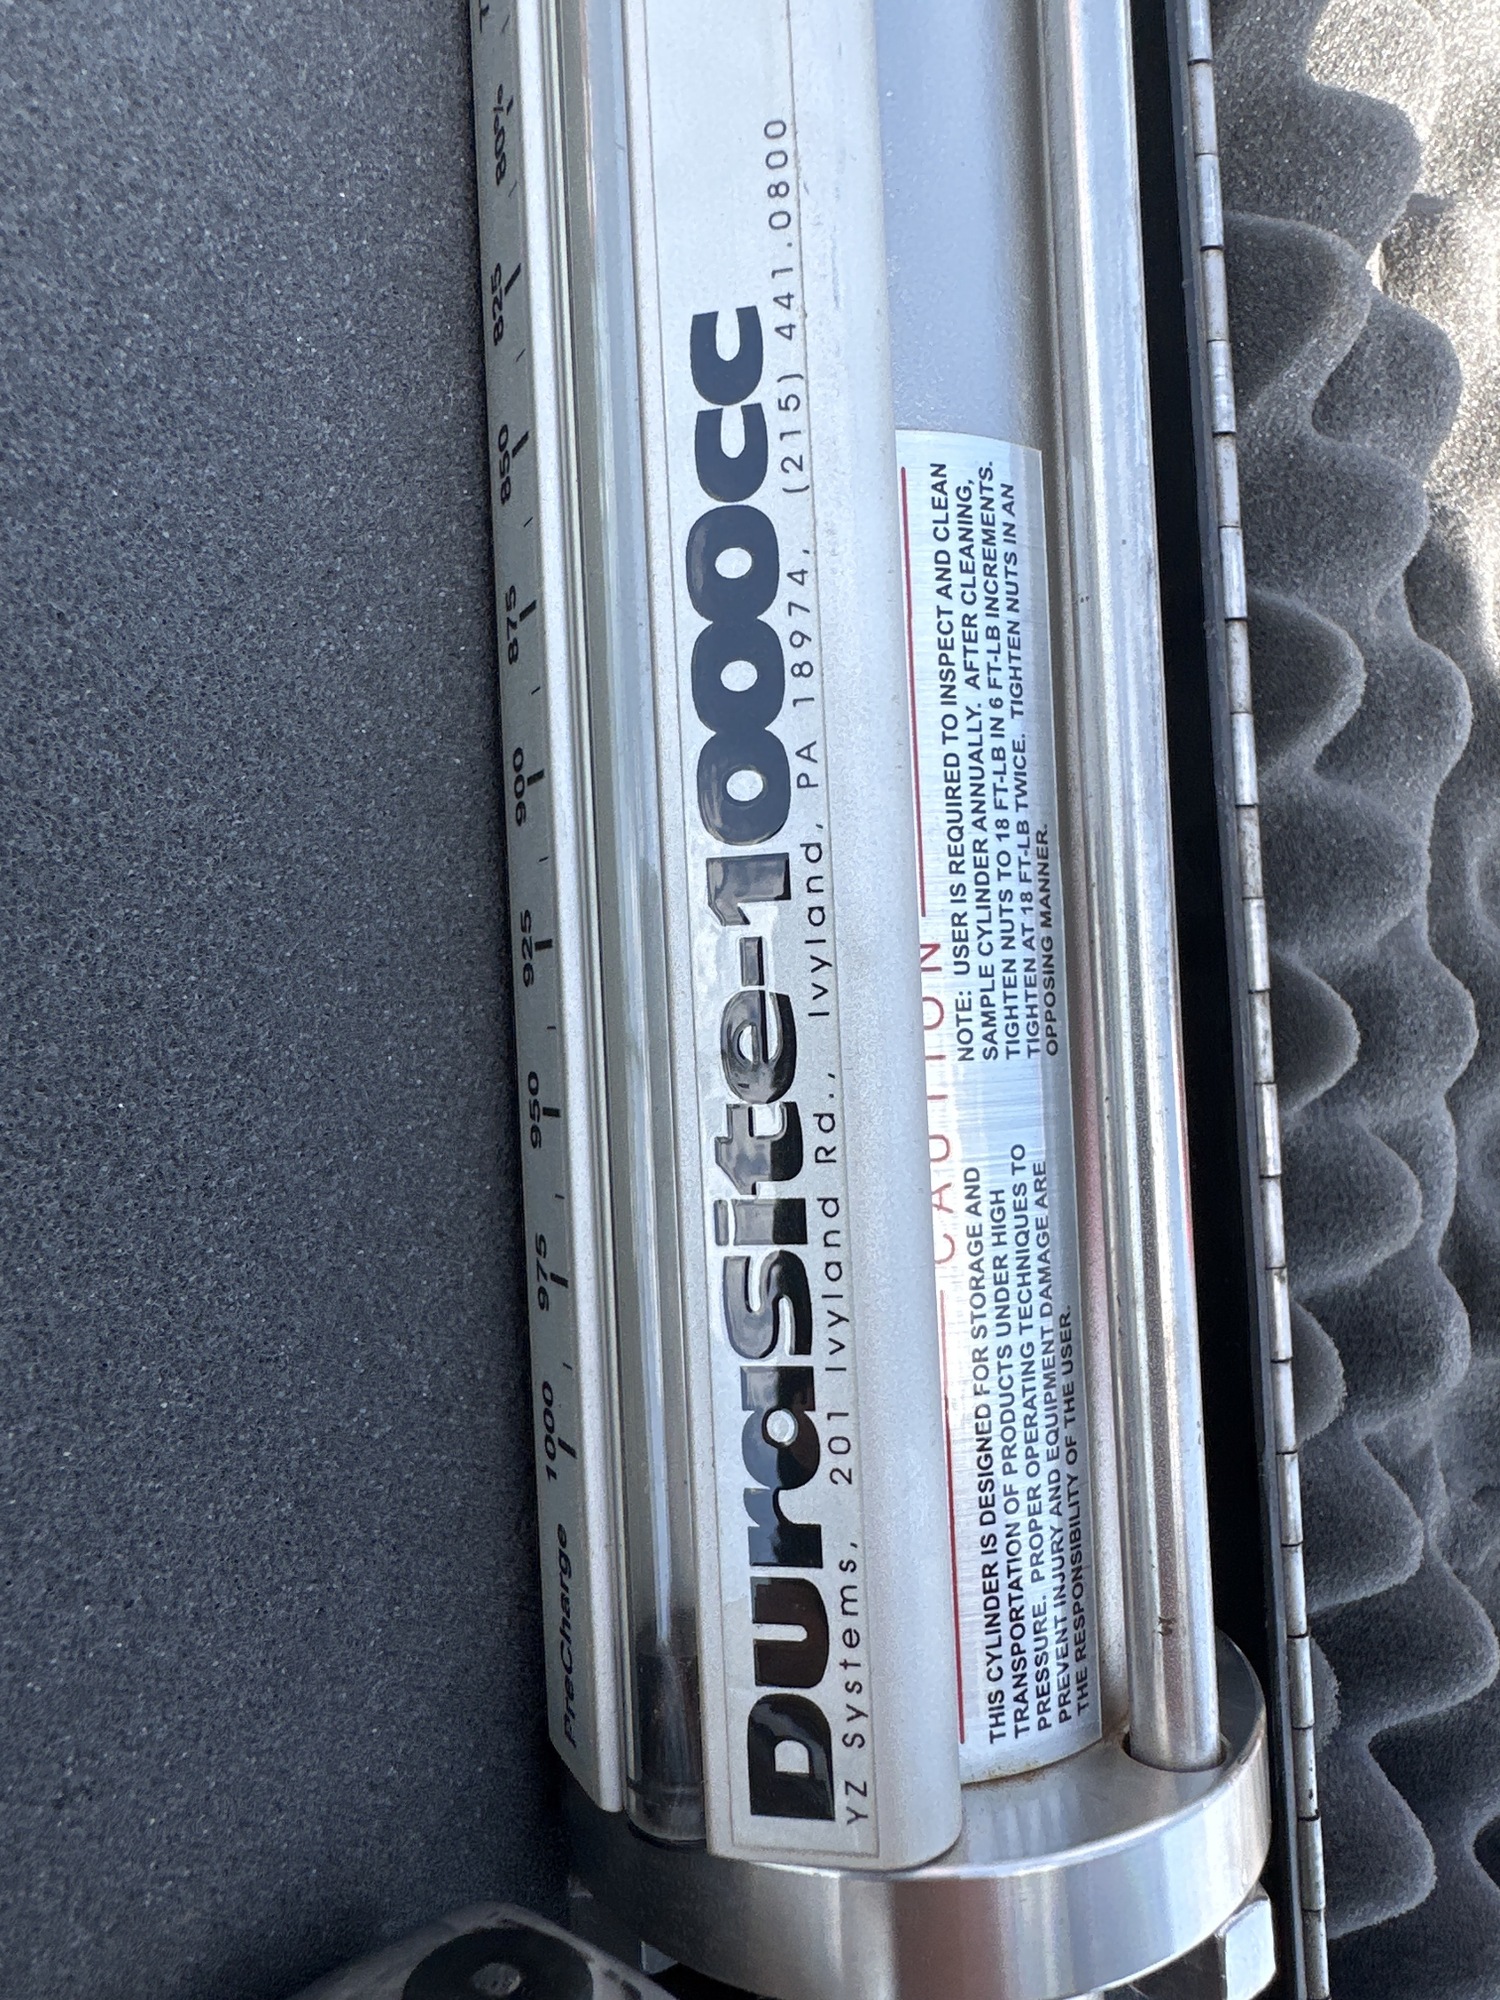 PreCharge 1000 975 950 925 900 875 850 825 80%
DuraSite-1000cc
YZ Systems, 201 Ivyland Rd., Ivyland, PA 18974, (215) 441.0800
CAUTION
THIS CYLINDER IS DESIGNED FOR STORAGE AND
TRANSPORTATION OF PRODUCTS UNDER HIGH
PRESSURE. PROPER OPERATING TECHNIQUES TO
PREVENT INJURY AND EQUIPMENT DAMAGE ARE
THE RESPONSIBILITY OF THE USER.
NOTE: USER IS REQUIRED TO INSPECT AND CLEAN
SAMPLE CYLINDER ANNUALLY. AFTER CLEANING,
TIGHTEN NUTS TO 18 FT-LB IN 6 FT-LB INCREMENTS.
TIGHTEN AT 18 FT-LB TWICE. TIGHTEN NUTS IN AN
OPPOSING MANNER.